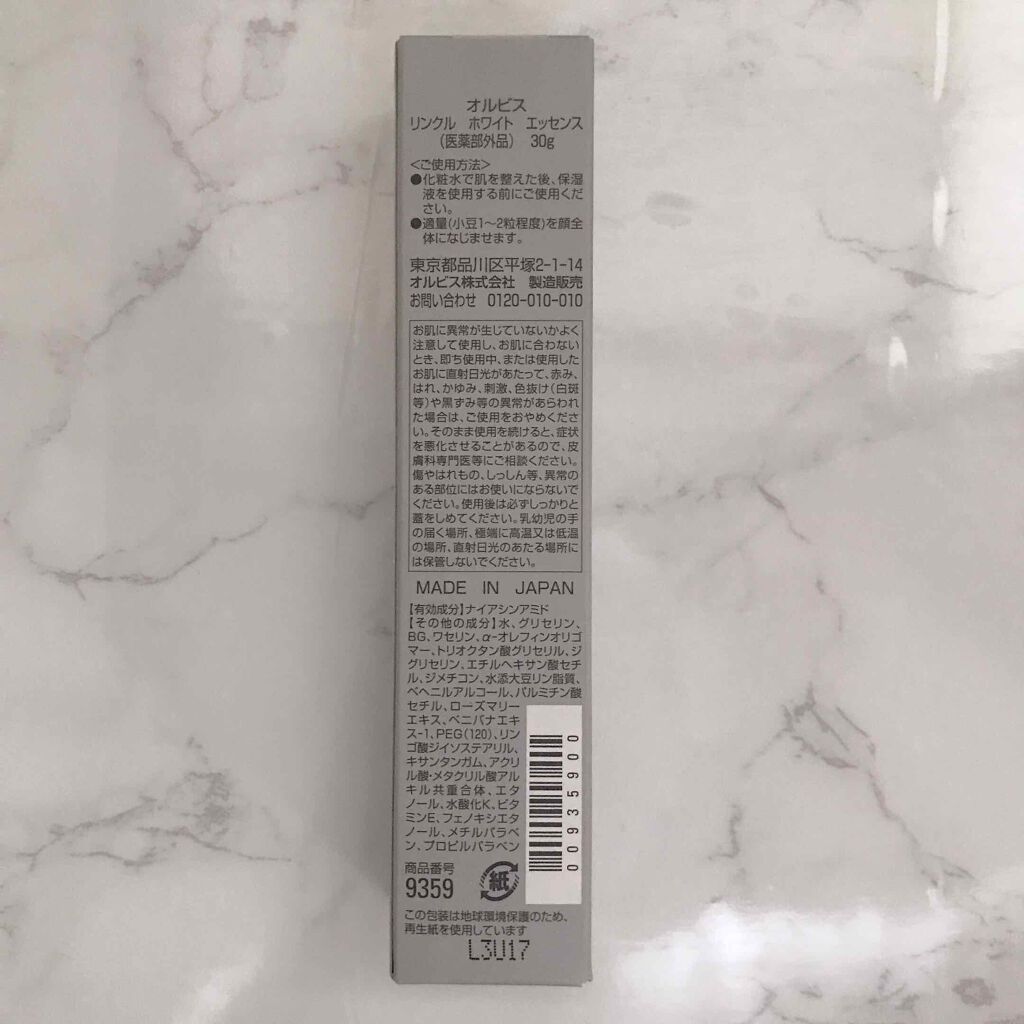 オルビス
リンクル ホワイト エッセンス
(医薬部外品) 30g
<ご使用方法>
●化粧水で肌を整えた後、保湿
液を使用する前にご使用くだ
さい。
●適量(小豆1〜2粒程度)を顔全
体になじませます。
東京都品川区平塚2-1-14
オルビス株式会社 製造販売
お問い合わせ 0120-010-010
お肌に異常が生じていないかよく
注意して使用し、お肌に合わない
とき、即ち使用中、または使用した
お肌に直射日光があたって、赤み、
はれ、かゆみ、刺激、色抜け(白斑
等)や黒ずみ等の異常があらわれ
た場合は、ご使用をおやめくださ
い。そのまま使用を続けると、症状
を悪化させることがあるので、皮
膚科専門医等にご相談ください。
傷やはれもの、しっしん等、異常の
ある部位にはお使いにならないで
ください。使用後は必ずしっかりと
蓋をしめてください。乳幼児の手
の届く場所、極端に高温又は低温
の場所、直射日光のあたる場所に
は保管しないでください。
MADE IN JAPAN
【有効成分】ナイアシンアミド
【その他の成分】水、グリセリン、
BG、ワセリン、α-オレフィンオリゴ
マー、トリオクタン酸グリセリル、ジ
グリセリン、エチルヘキサン酸セチ
ル、ジメチコン、水添大豆リン脂質、
ベヘニルアルコール、パルミチン酸
セチル、ローズマリー
エキス、ベニバナエキ
ス-1、PEG(120)、リン
ゴ酸ジイソステアリル、
キサンタンガム、アクリ
ル酸・メタクリル酸アル
キル共重合体、エタ
ノール、水酸化K、ビタ
ミンE、フェノキシエタ
ノール、メチルパラベ
ン、プロピルパラベン
00935900
商品番号
9359
紙
この包装は地球環境保護のため、
再生紙を使用しています
L3U17